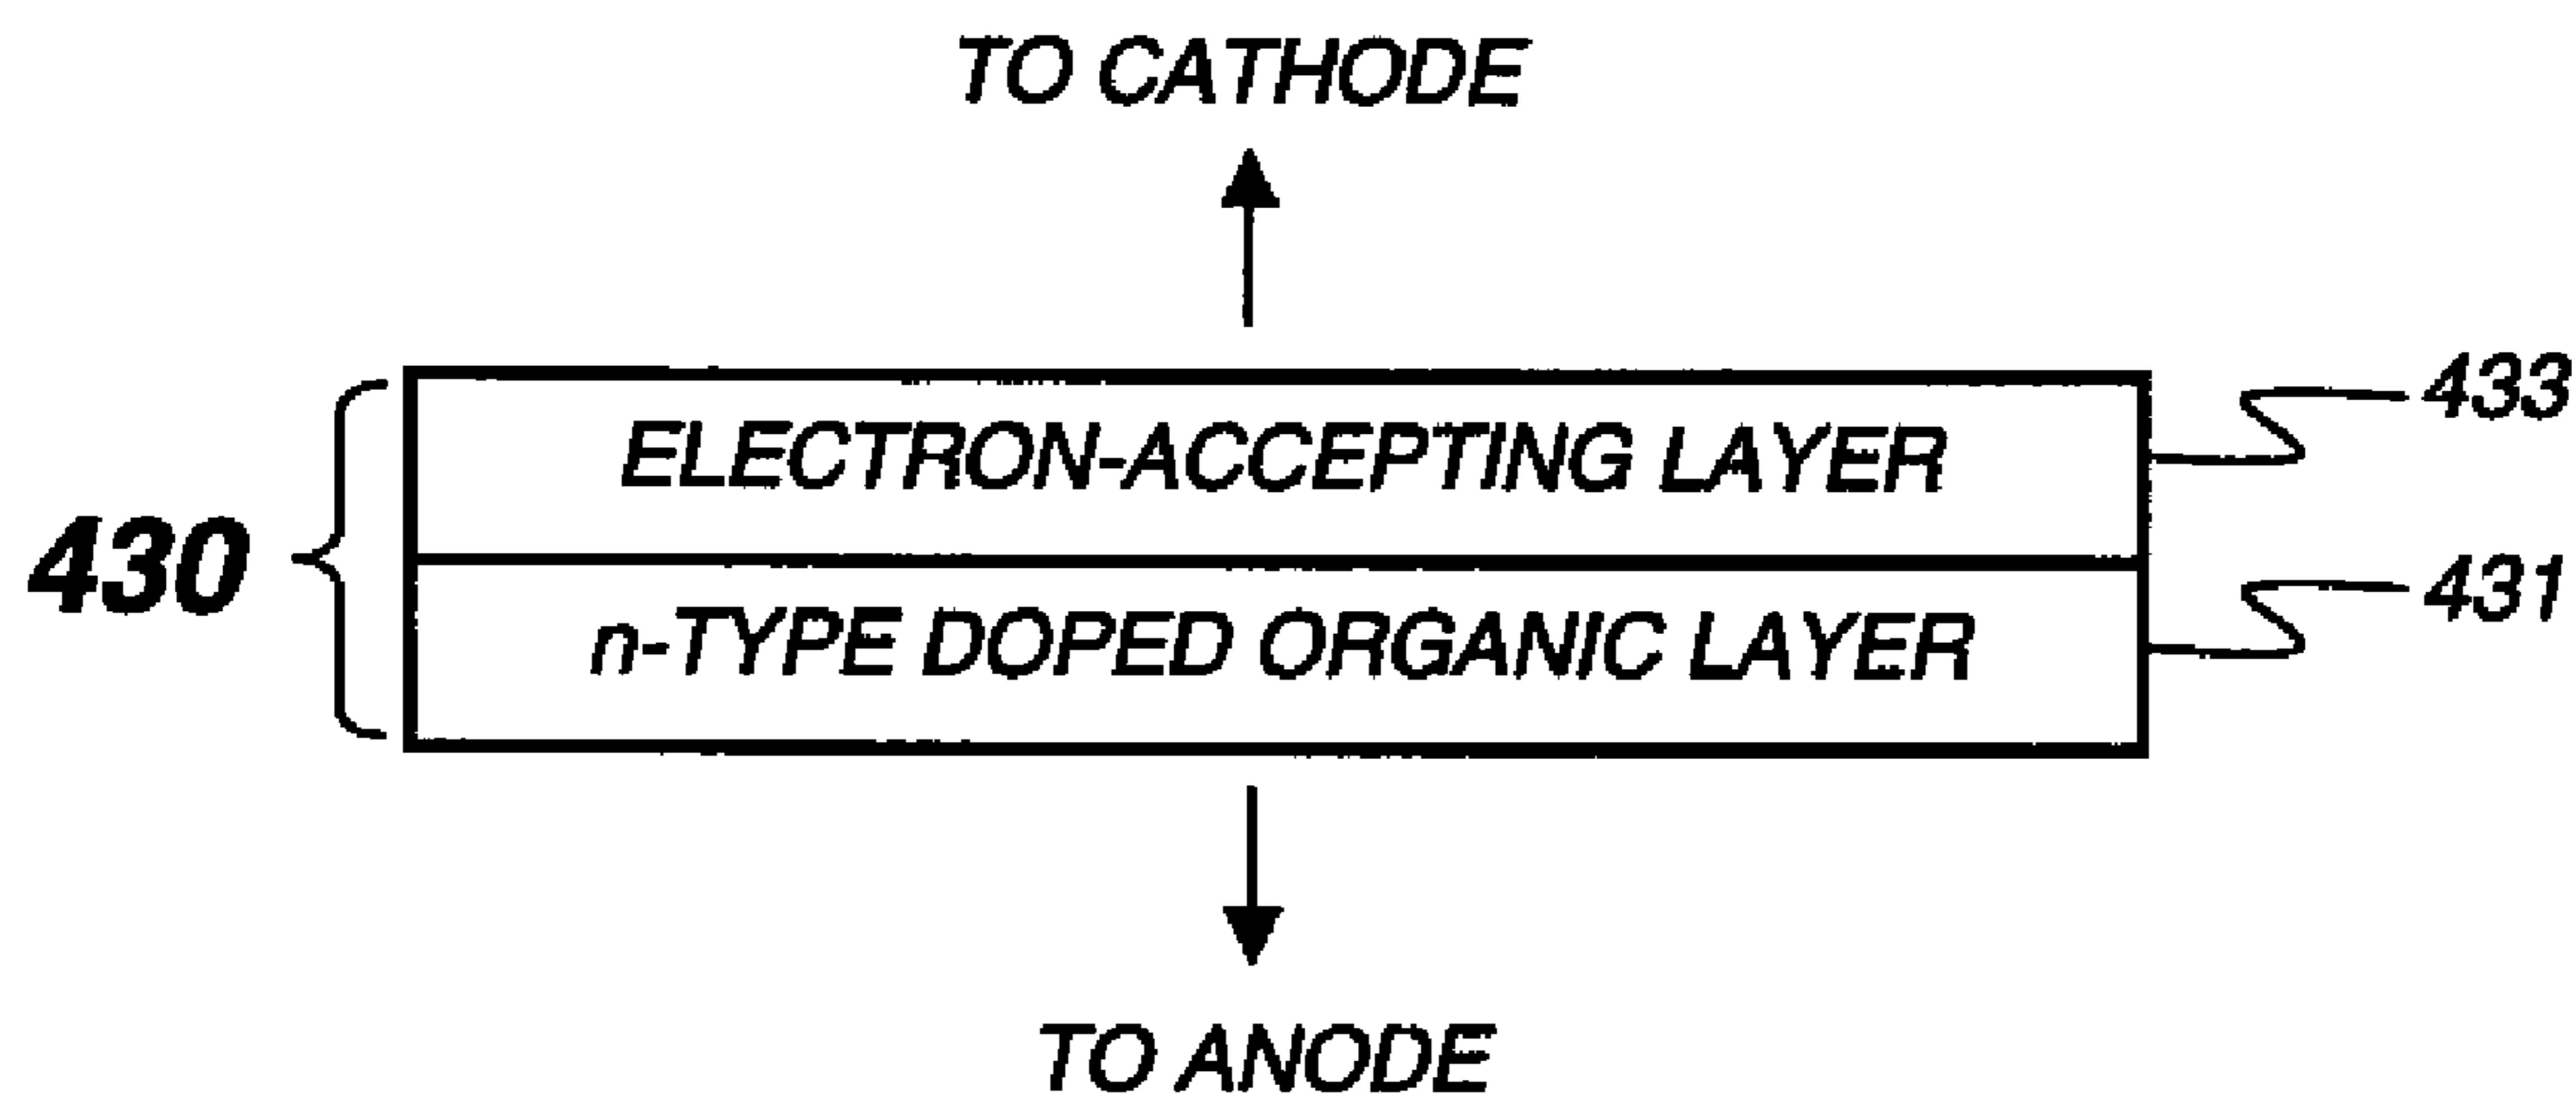 TO CATHODE
ELECTRON-ACCEPTING LAYER
433
430
n-TYPE DOPED ORGANIC LAYER
431
TO ANODE